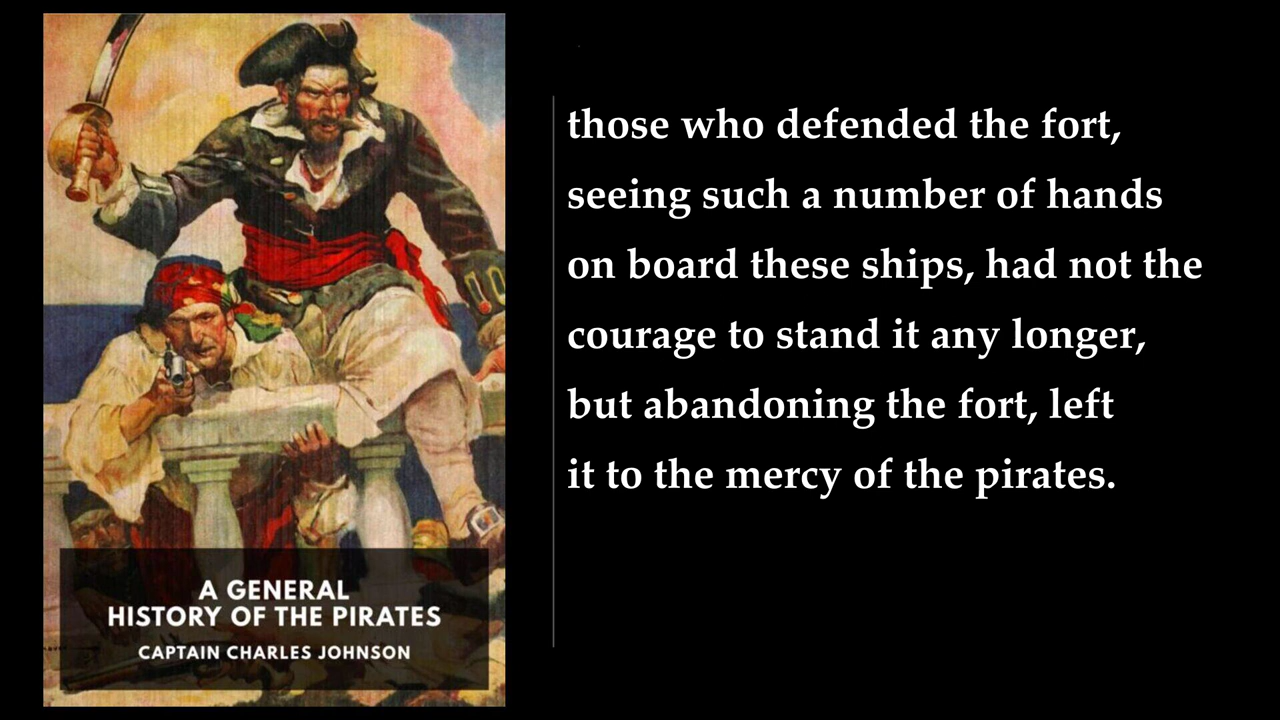 those who defended the fort,
seeing such a number of hands
on board these ships, had not the
courage to stand it any longer,
but abandoning the fort, left
it to the mercy of the pirates.
A GENERAL
HISTORY OF THE PIRATES
CAPTAIN CHARLES JOHNSON